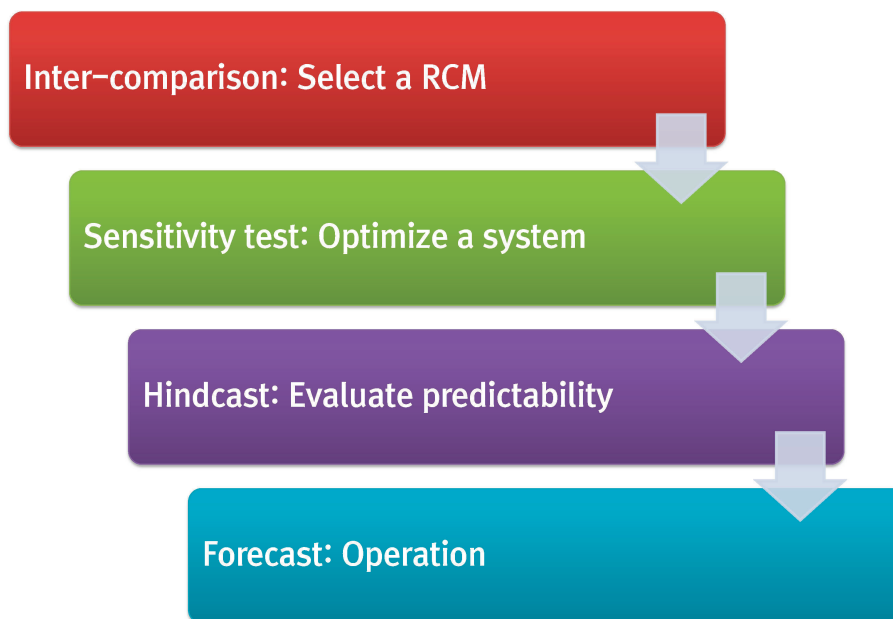 Inter-comparison: Select a RCM
Sensitivity test: Optimize a system
Hindcast: Evaluate predictability
Forecast: Operation